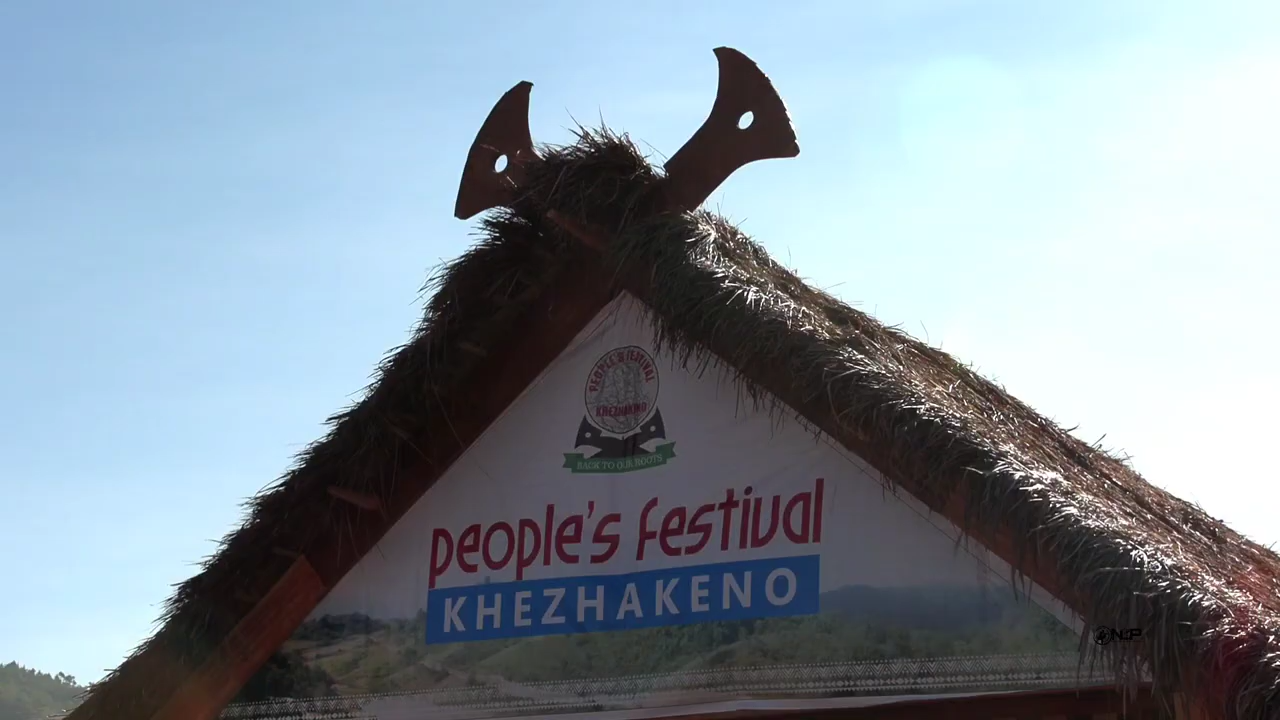 PEOPLE'S FESTIVAL
KHEZHAKENO
BACK TO OUR ROOTS
people's festival
KHEZHAKENO